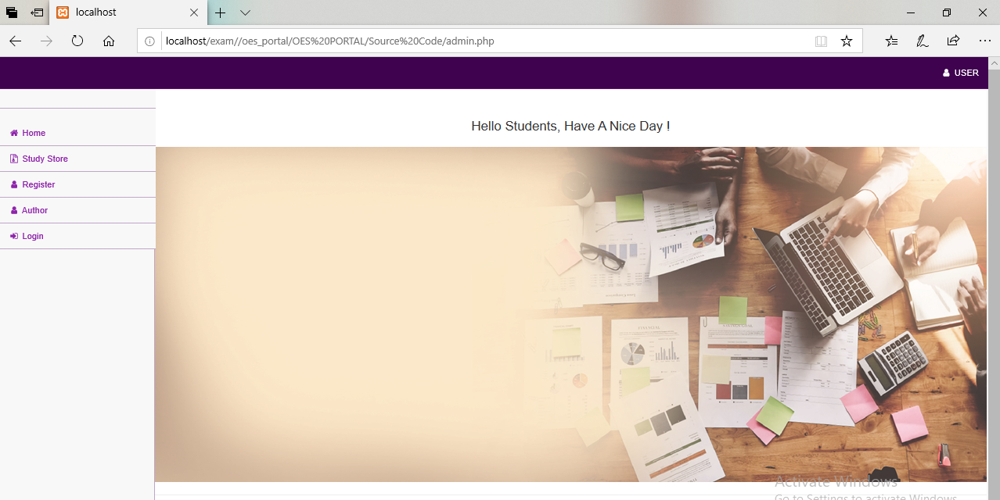 localhost
localhost/exam//oes_portal/OES%20PORTAL/Source%20Code/admin.php
USER
Hello Students, Have A Nice Day !
Home
Study Store
Register
Author
Login
FINANCIAL
Activate Windows
Go to Settings to activate Windows.